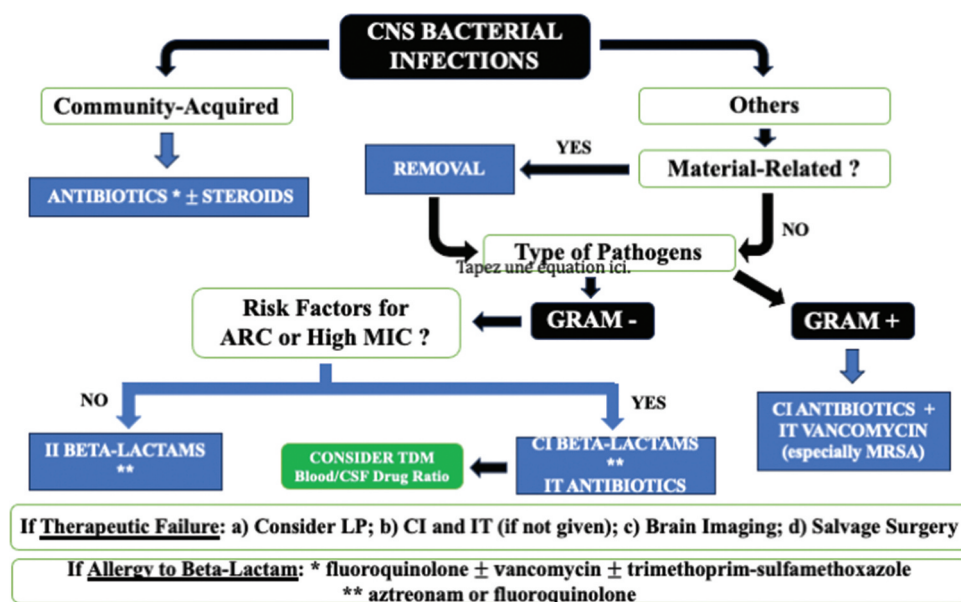 CNS BACTERIAL
INFECTIONS
Community-Acquired
Others
ANTIBIOTICS * ± STEROIDS
REMOVAL
YES
Material-Related ?
NO
Type of Pathogens
Tapez une équation ici.
Risk Factors for
ARC or High MIC ?
GRAM -
GRAM +
NO
YES
II BETA-LACTAMS
**
CONSIDER TDM
Blood/CSF Drug Ratio
CI BETA-LACTAMS
**
IT ANTIBIOTICS
CI ANTIBIOTICS +
IT VANCOMYCIN
(especially MRSA)
If Therapeutic Failure: a) Consider LP; b) CI and IT (if not given); c) Brain Imaging; d) Salvage Surgery
If Allergy to Beta-Lactam: * fluoroquinolone ± vancomycin ± trimethoprim-sulfamethoxazole
** aztreonam or fluoroquinolone